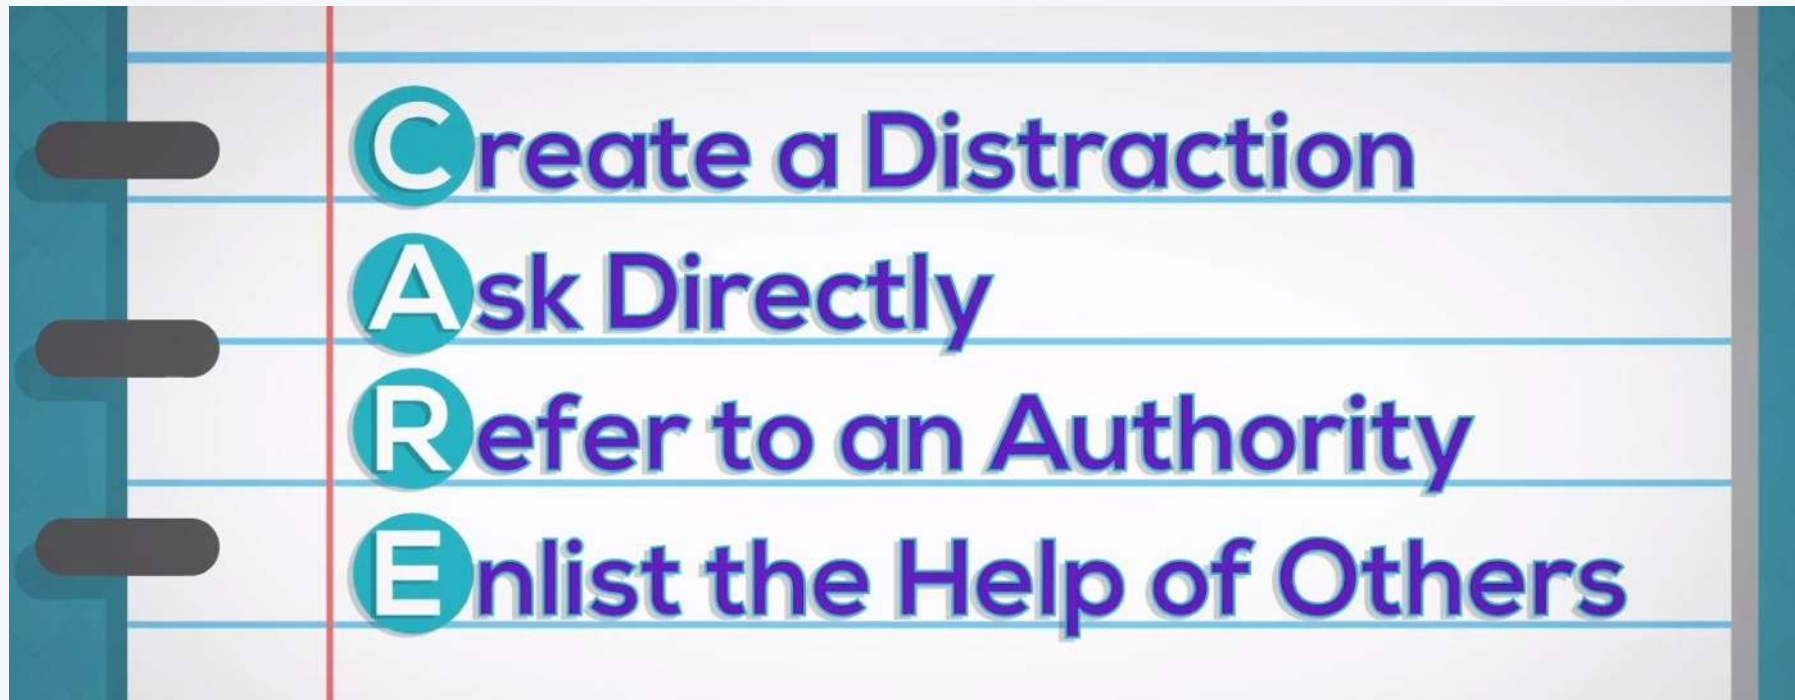 Create a Distraction
Ask Directly
Refer to an Authority
Enlist the Help of Others